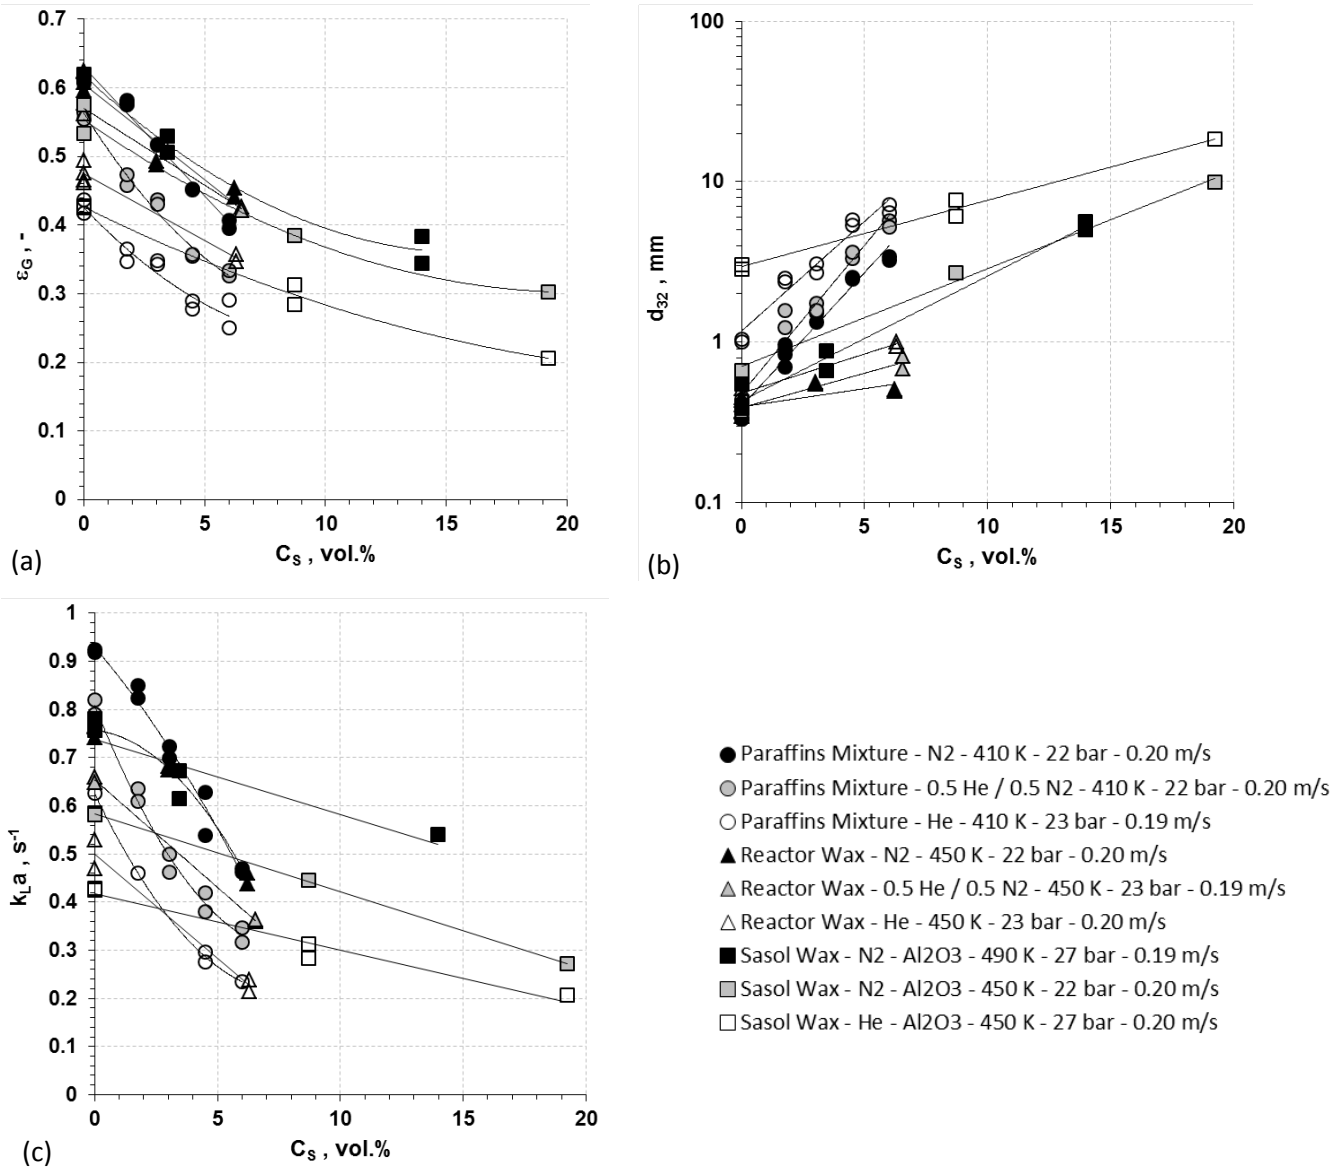 0.7
0.6
0.5
0.4
0.3
0.2
0.1
0
εG , -
0 5 10 15 20
CS , vol.%
(a)
100
10
1
0.1
d32 , mm
0 5 10 15 20
CS , vol.%
(b)
1
0.9
0.8
0.7
0.6
0.5
0.4
0.3
0.2
0.1
0
kLa , s-1
0 5 10 15 20
CS , vol.%
(c)
Paraffins Mixture - N2 - 410 K - 22 bar - 0.20 m/s
Paraffins Mixture - 0.5 He / 0.5 N2 - 410 K - 22 bar - 0.20 m/s
Paraffins Mixture - He - 410 K - 23 bar - 0.19 m/s
Reactor Wax - N2 - 450 K - 22 bar - 0.20 m/s
Reactor Wax - 0.5 He / 0.5 N2 - 450 K - 23 bar - 0.19 m/s
Reactor Wax - He - 450 K - 23 bar - 0.20 m/s
Sasol Wax - N2 - Al2O3 - 490 K - 27 bar - 0.19 m/s
Sasol Wax - N2 - Al2O3 - 450 K - 22 bar - 0.20 m/s
Sasol Wax - He - Al2O3 - 450 K - 27 bar - 0.20 m/s